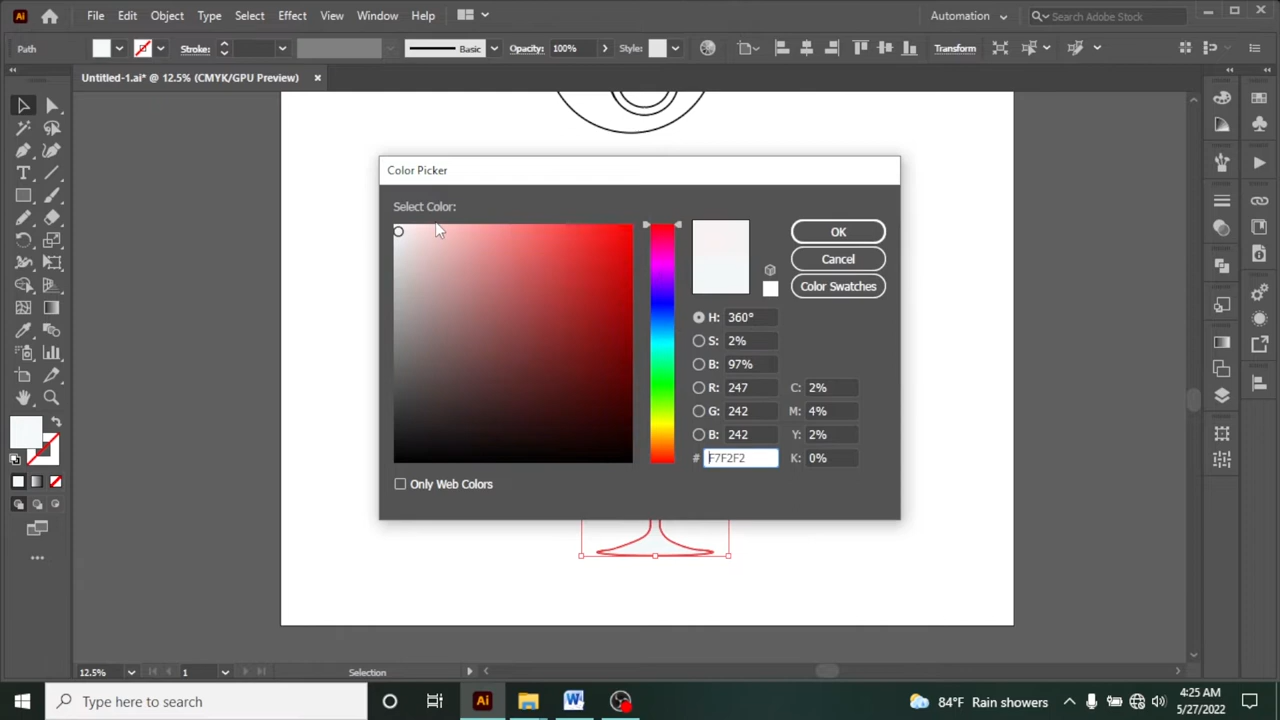 Ai File Edit Object Type Select Effect View Window Help Automation Search Adobe Stock
Path Stroke: Basic Opacity: 100% Style: Transform
Untitled-1.ai* @ 12.5% (CMYK/GPU Preview)
Color Picker
Select Color:
OK
Cancel
Color Swatches
H: 360°
S: 2%
B: 97%
R: 247 C: 2%
G: 242 M: 4%
B: 242 Y: 2%
# F7F2F2 K: 0%
Only Web Colors
12.5% 1 Selection
Type here to search Ai W 84°F Rain showers 4:25 AM
5/27/2022